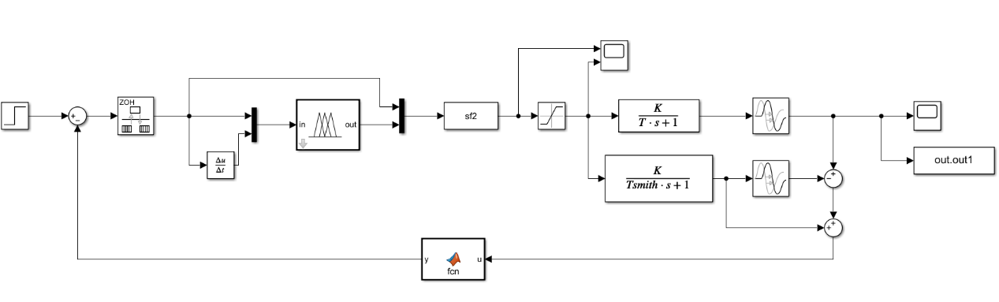 ZOH
+
−
Δu
Δt
in
out
sf2
K
T · s + 1
K
Tsmith · s + 1
out.out1
+
−
+
+
y
u
fcn